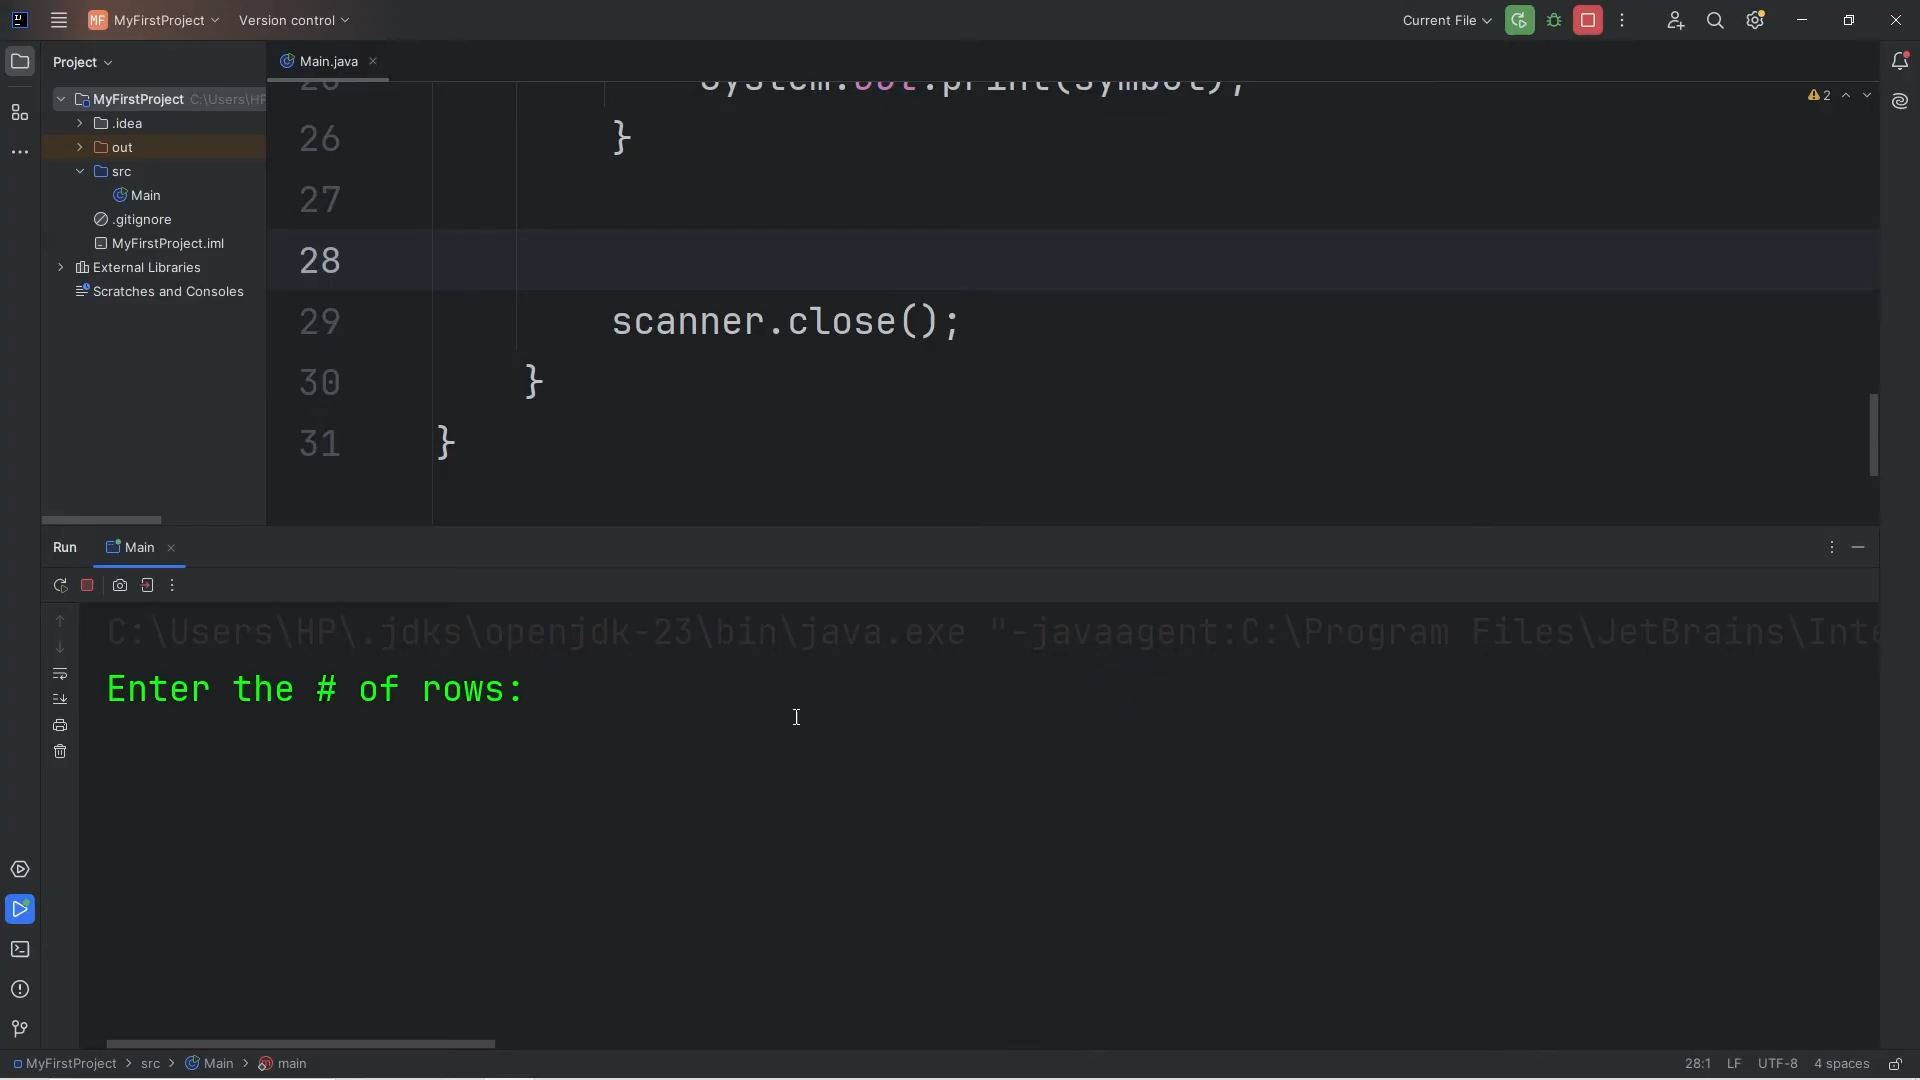 MF MyFirstProject Version control Current File
Project
Main.java
MyFirstProject C:\Users\HP
.idea
out
src
Main
.gitignore
MyFirstProject.iml
External Libraries
Scratches and Consoles
2
25 System.out.print(symbol);
26 }
27
28
29 scanner.close();
30 }
31 }
Run Main
C:\Users\HP\.jdks\openjdk-23\bin\java.exe "-javaagent:C:\Program Files\JetBrains\Inte
Enter the # of rows:
MyFirstProject > src > Main > main 28:1 LF UTF-8 4 spaces